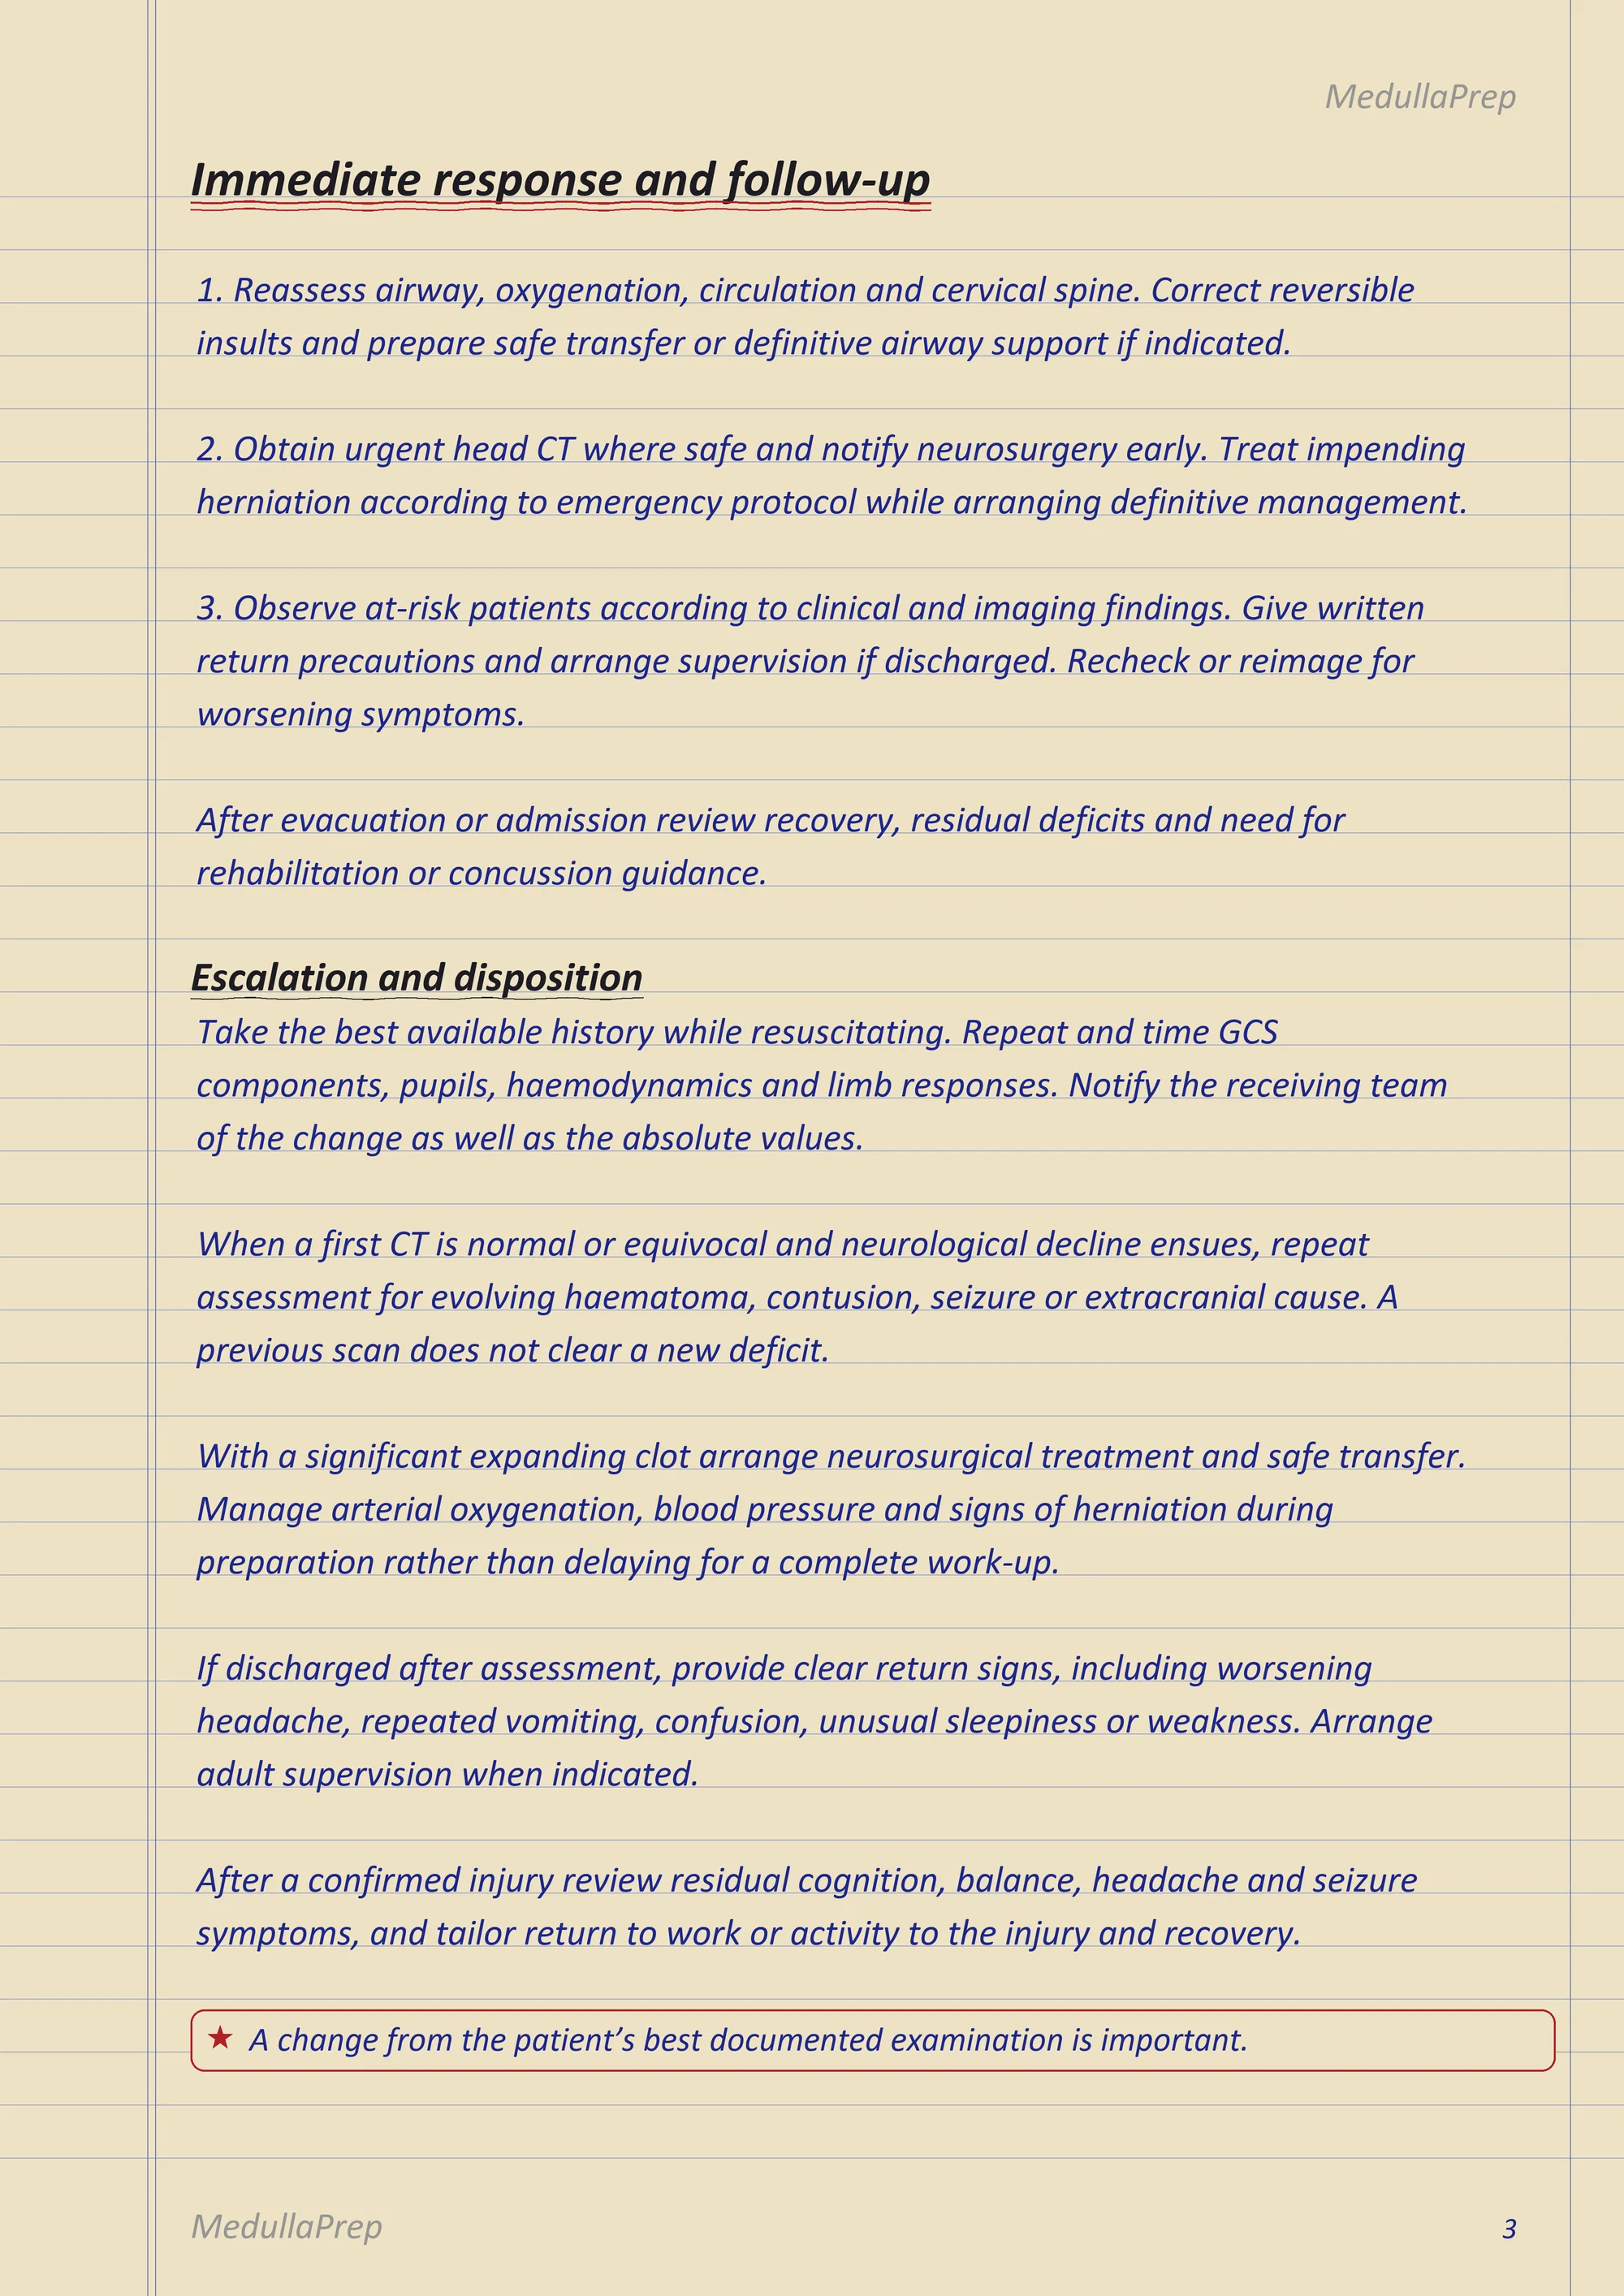 MedullaPrep
Immediate response and follow-up
1. Reassess airway, oxygenation, circulation and cervical spine. Correct reversible
insults and prepare safe transfer or definitive airway support if indicated.
2. Obtain urgent head CT where safe and notify neurosurgery early. Treat impending
herniation according to emergency protocol while arranging definitive management.
3. Observe at-risk patients according to clinical and imaging findings. Give written
return precautions and arrange supervision if discharged. Recheck or reimage for
worsening symptoms.
After evacuation or admission review recovery, residual deficits and need for
rehabilitation or concussion guidance.
Escalation and disposition
Take the best available history while resuscitating. Repeat and time GCS
components, pupils, haemodynamics and limb responses. Notify the receiving team
of the change as well as the absolute values.
When a first CT is normal or equivocal and neurological decline ensues, repeat
assessment for evolving haematoma, contusion, seizure or extracranial cause. A
previous scan does not clear a new deficit.
With a significant expanding clot arrange neurosurgical treatment and safe transfer.
Manage arterial oxygenation, blood pressure and signs of herniation during
preparation rather than delaying for a complete work-up.
If discharged after assessment, provide clear return signs, including worsening
headache, repeated vomiting, confusion, unusual sleepiness or weakness. Arrange
adult supervision when indicated.
After a confirmed injury review residual cognition, balance, headache and seizure
symptoms, and tailor return to work or activity to the injury and recovery.
★ A change from the patient’s best documented examination is important.
MedullaPrep
3